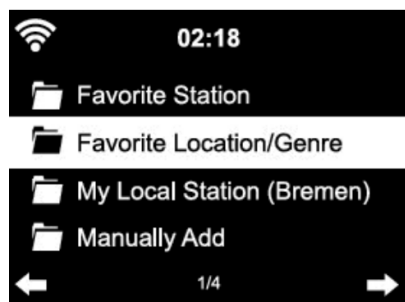 02:18
Favorite Station
Favorite Location/Genre
My Local Station (Bremen)
Manually Add
1/4